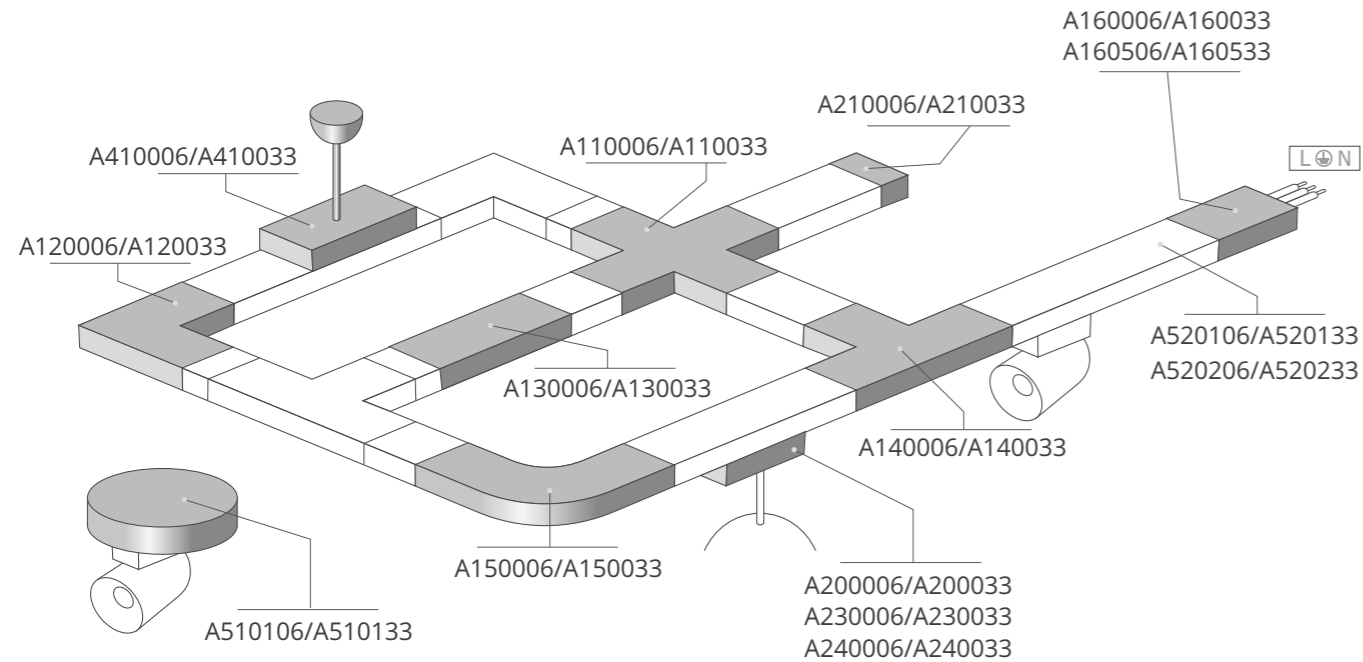 A160006/A160033
A160506/A160533
A210006/A210033
A110006/A110033
A410006/A410033
L ⏚ N
A120006/A120033
A520106/A520133
A520206/A520233
A130006/A130033
A140006/A140033
A150006/A150033
A200006/A200033
A230006/A230033
A240006/A240033
A510106/A510133